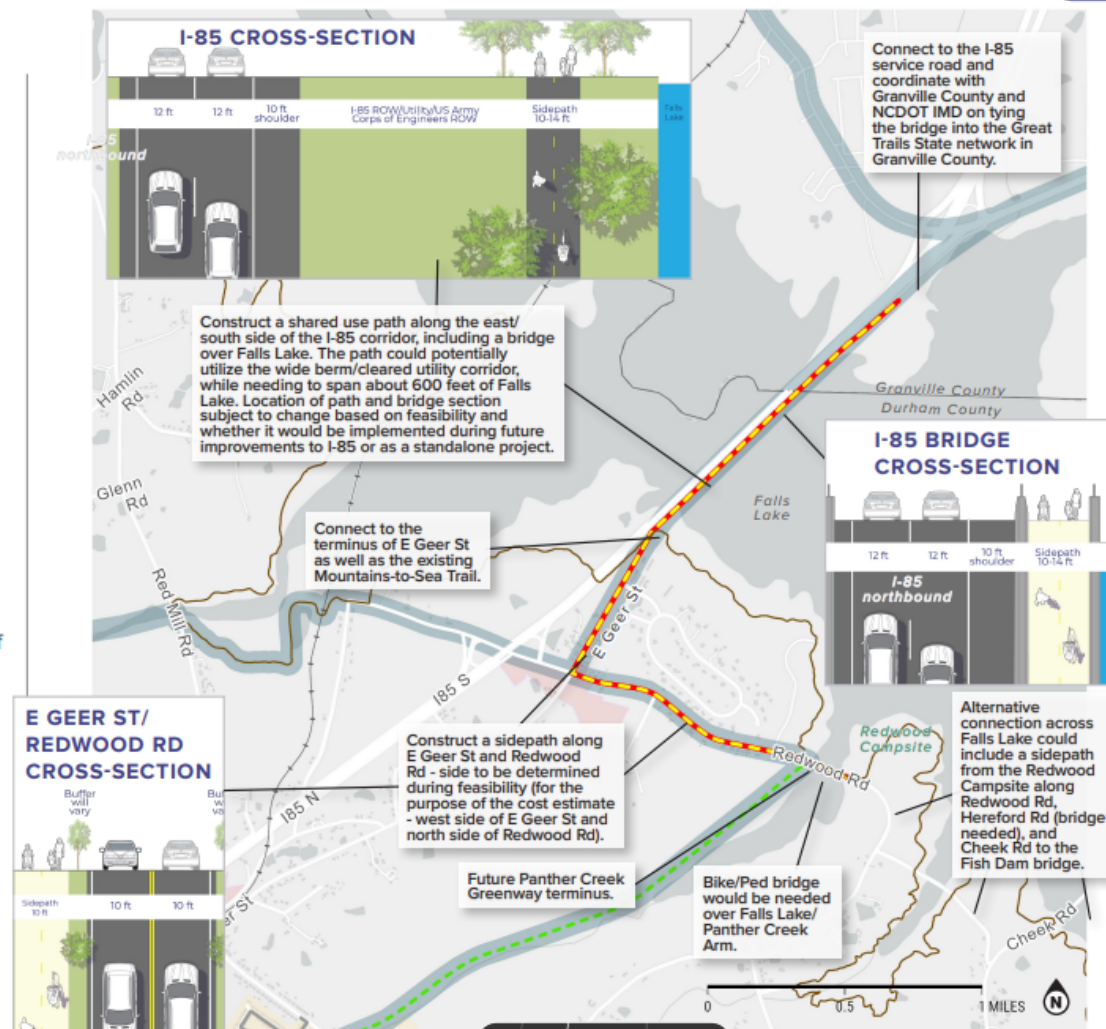 I-85 CROSS-SECTION
12 ft
12 ft
10 ft
shoulder
I-85 ROW/Utility/US Army
Corps of Engineers ROW
Sidepath
10-14 ft
Falls
Lake
I-85
northbound
Connect to the I-85
service road and
coordinate with
Granville County and
NCDOT IMD on tying
the bridge into the Great
Trails State network in
Granville County.
Construct a shared use path along the east/
south side of the I-85 corridor, including a bridge
over Falls Lake. The path could potentially
utilize the wide berm/cleared utility corridor,
while needing to span about 600 feet of Falls
Lake. Location of path and bridge section
subject to change based on feasibility and
whether it would be implemented during future
improvements to I-85 or as a standalone project.
Hamlin
Rd
Glenn
Rd
Red Mill Rd
Granville County
Durham County
Falls
Lake
I-85 BRIDGE
CROSS-SECTION
12 ft
12 ft
10 ft
shoulder
Sidepath
10-14 ft
I-85
northbound
Connect to the
terminus of E Geer St
as well as the existing
Mountains-to-Sea Trail.
E Geer St
I85 S
I85 N
E GEER ST/
REDWOOD RD
CROSS-SECTION
Buffer
will
vary
Sidepath
10 ft
10 ft
10 ft
Construct a sidepath along
E Geer St and Redwood
Rd - side to be determined
during feasibility (for the
purpose of the cost estimate
- west side of E Geer St and
north side of Redwood Rd).
Redwood
Campsite
Redwood Rd
Alternative
connection across
Falls Lake could
include a sidepath
from the Redwood
Campsite along
Redwood Rd,
Hereford Rd (bridge
needed), and
Cheek Rd to the
Fish Dam bridge.
Future Panther Creek
Greenway terminus.
Bike/Ped bridge
would be needed
over Falls Lake/
Panther Creek
Arm.
Cheek Rd
0 0.5 1 MILES
N